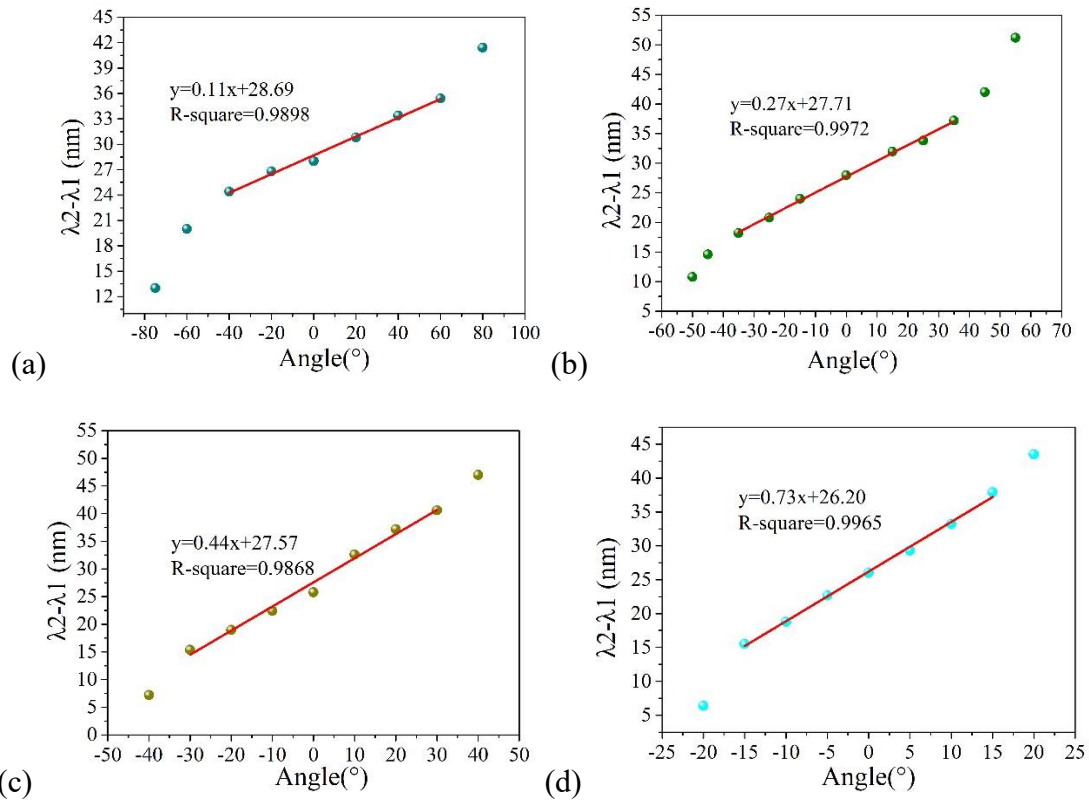 45
42
39
36
33
30
27
24
21
18
15
12
λ2-λ1 (nm)
y=0.11x+28.69
R-square=0.9898
-80 -60 -40 -20 0 20 40 60 80 100
Angle(°)
(a)
55
50
45
40
35
30
25
20
15
10
5
λ2-λ1 (nm)
y=0.27x+27.71
R-square=0.9972
-60 -50 -40 -30 -20 -10 0 10 20 30 40 50 60 70
Angle(°)
(b)
55
50
45
40
35
30
25
20
15
10
5
0
λ2-λ1 (nm)
y=0.44x+27.57
R-square=0.9868
-50 -40 -30 -20 -10 0 10 20 30 40 50
Angle(°)
(c)
45
40
35
30
25
20
15
10
5
λ2-λ1 (nm)
y=0.73x+26.20
R-square=0.9965
-25 -20 -15 -10 -5 0 5 10 15 20 25
Angle(°)
(d)